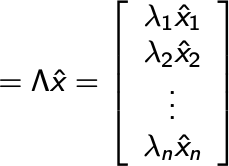 = Λx̂ = [ λ₁x̂₁
λ₂x̂₂
⋮
λₙx̂ₙ ]